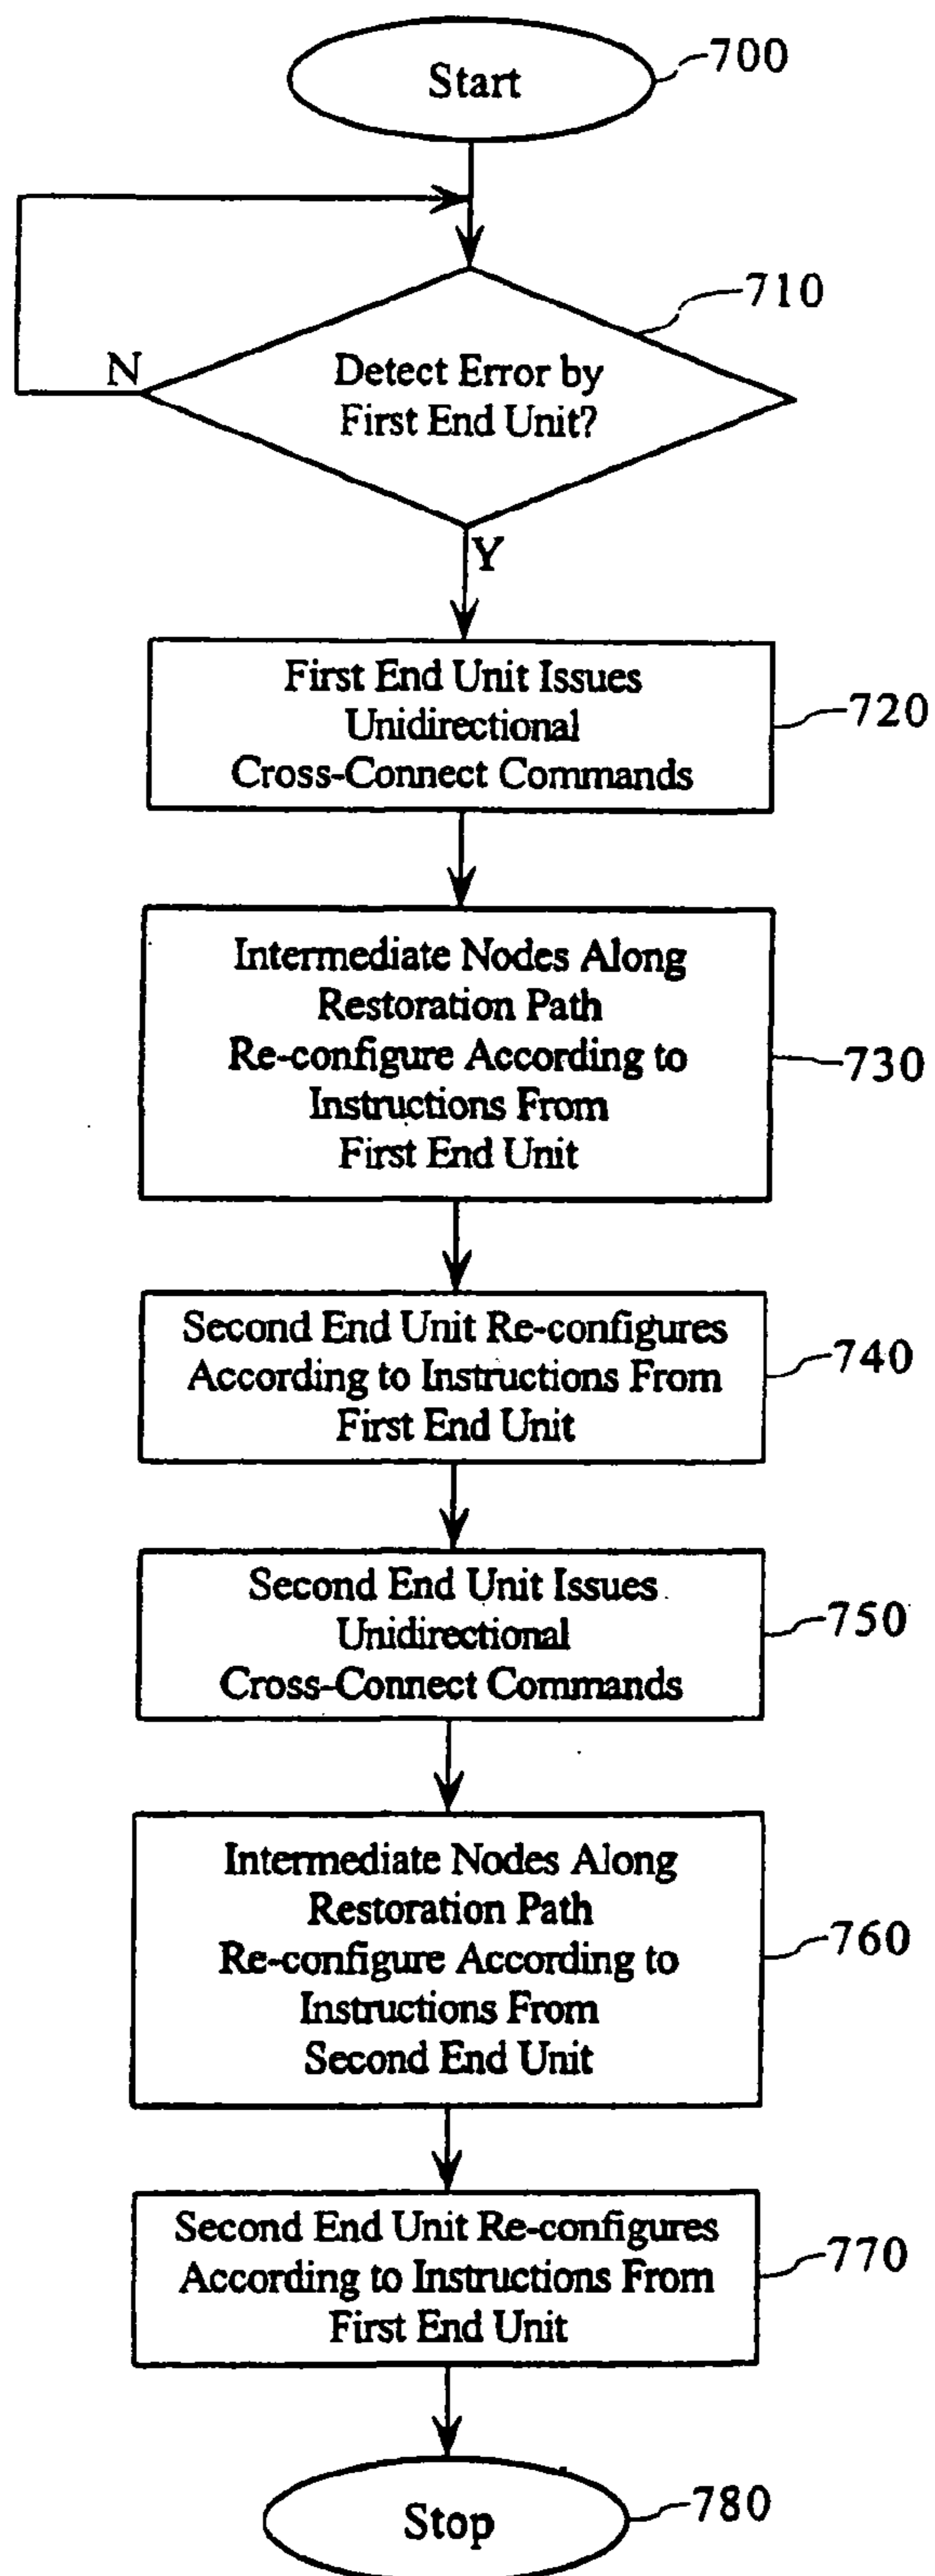 Start
700
710
N
Detect Error by
First End Unit?
Y
First End Unit Issues
Unidirectional
Cross-Connect Commands
720
Intermediate Nodes Along
Restoration Path
Re-configure According to
Instructions From
First End Unit
730
Second End Unit Re-configures
According to Instructions From
First End Unit
740
Second End Unit Issues
Unidirectional
Cross-Connect Commands
750
Intermediate Nodes Along
Restoration Path
Re-configure According to
Instructions From
Second End Unit
760
Second End Unit Re-configures
According to Instructions From
First End Unit
770
Stop
780